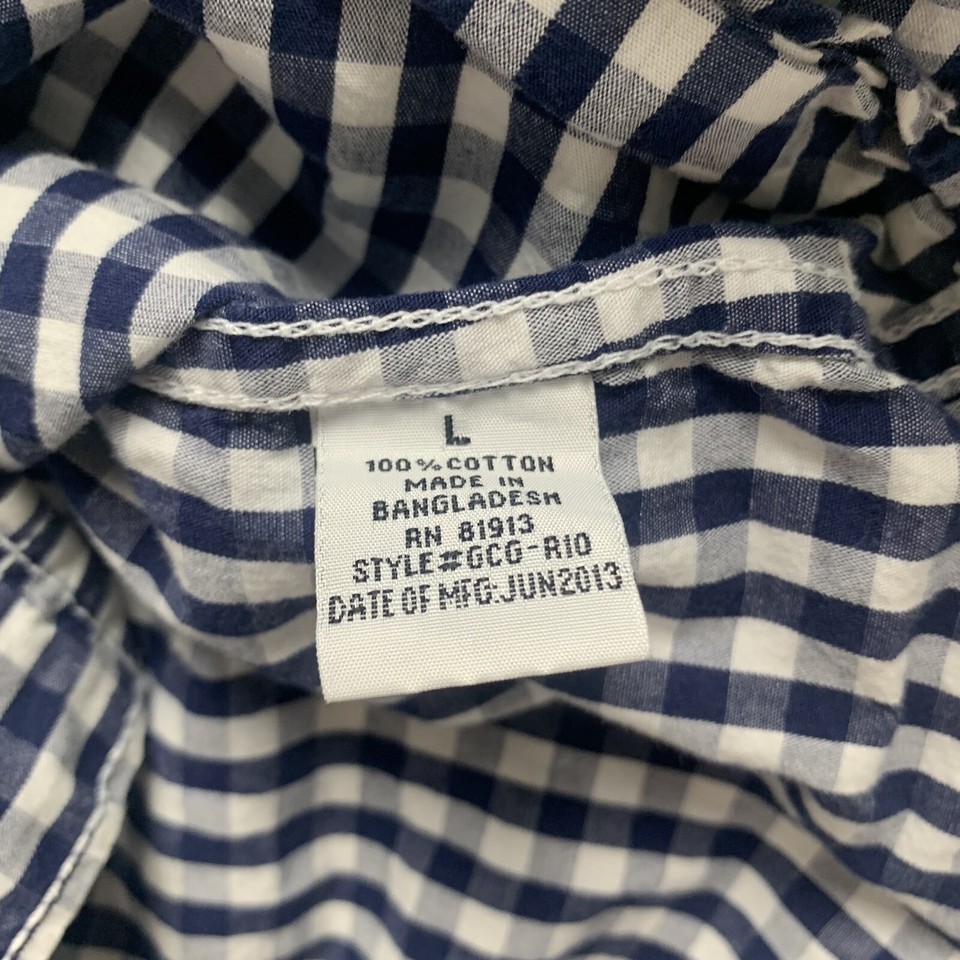 L
100% COTTON
MADE IN
BANGLADESH
RN 81913
STYLE#GCG-R10
DATE OF MFG:JUN2013